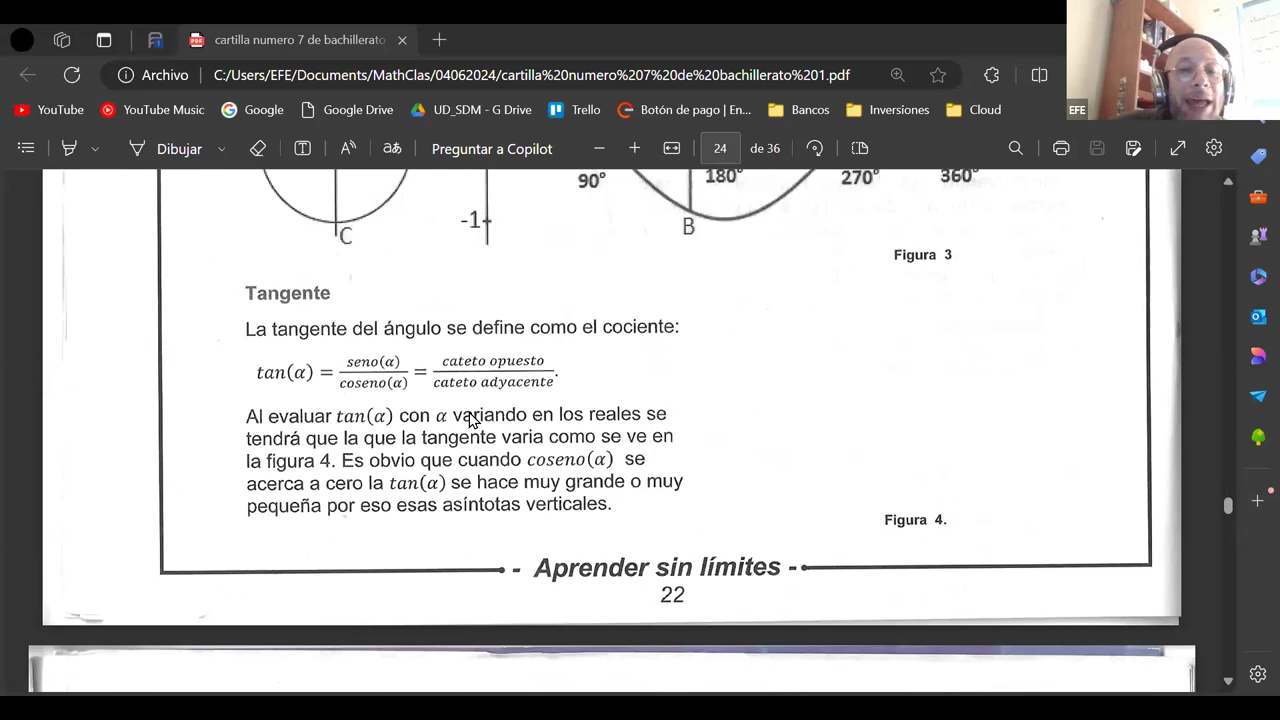 cartilla numero 7 de bachillerato
Archivo
C:/Users/EFE/Documents/MathClas/04062024/cartilla%20numero%207%20de%20bachillerato%201.pdf
YouTube
YouTube Music
Google
Google Drive
UD_SDM - G Drive
Trello
Botón de pago | En...
Bancos
Inversiones
Cloud
Dibujar
Preguntar a Copilot
24
de 36
EFE
90°
180°
270°
360°
-1
C
B
Figura 3
Tangente
La tangente del ángulo se define como el cociente:
tan(α) = seno(α)/coseno(α) = cateto opuesto/cateto adyacente.
Al evaluar tan(α) con α variando en los reales se
tendrá que la que la tangente varia como se ve en
la figura 4. Es obvio que cuando coseno(α) se
acerca a cero la tan(α) se hace muy grande o muy
pequeña por eso esas asíntotas verticales.
Figura 4.
- Aprender sin límites -
22